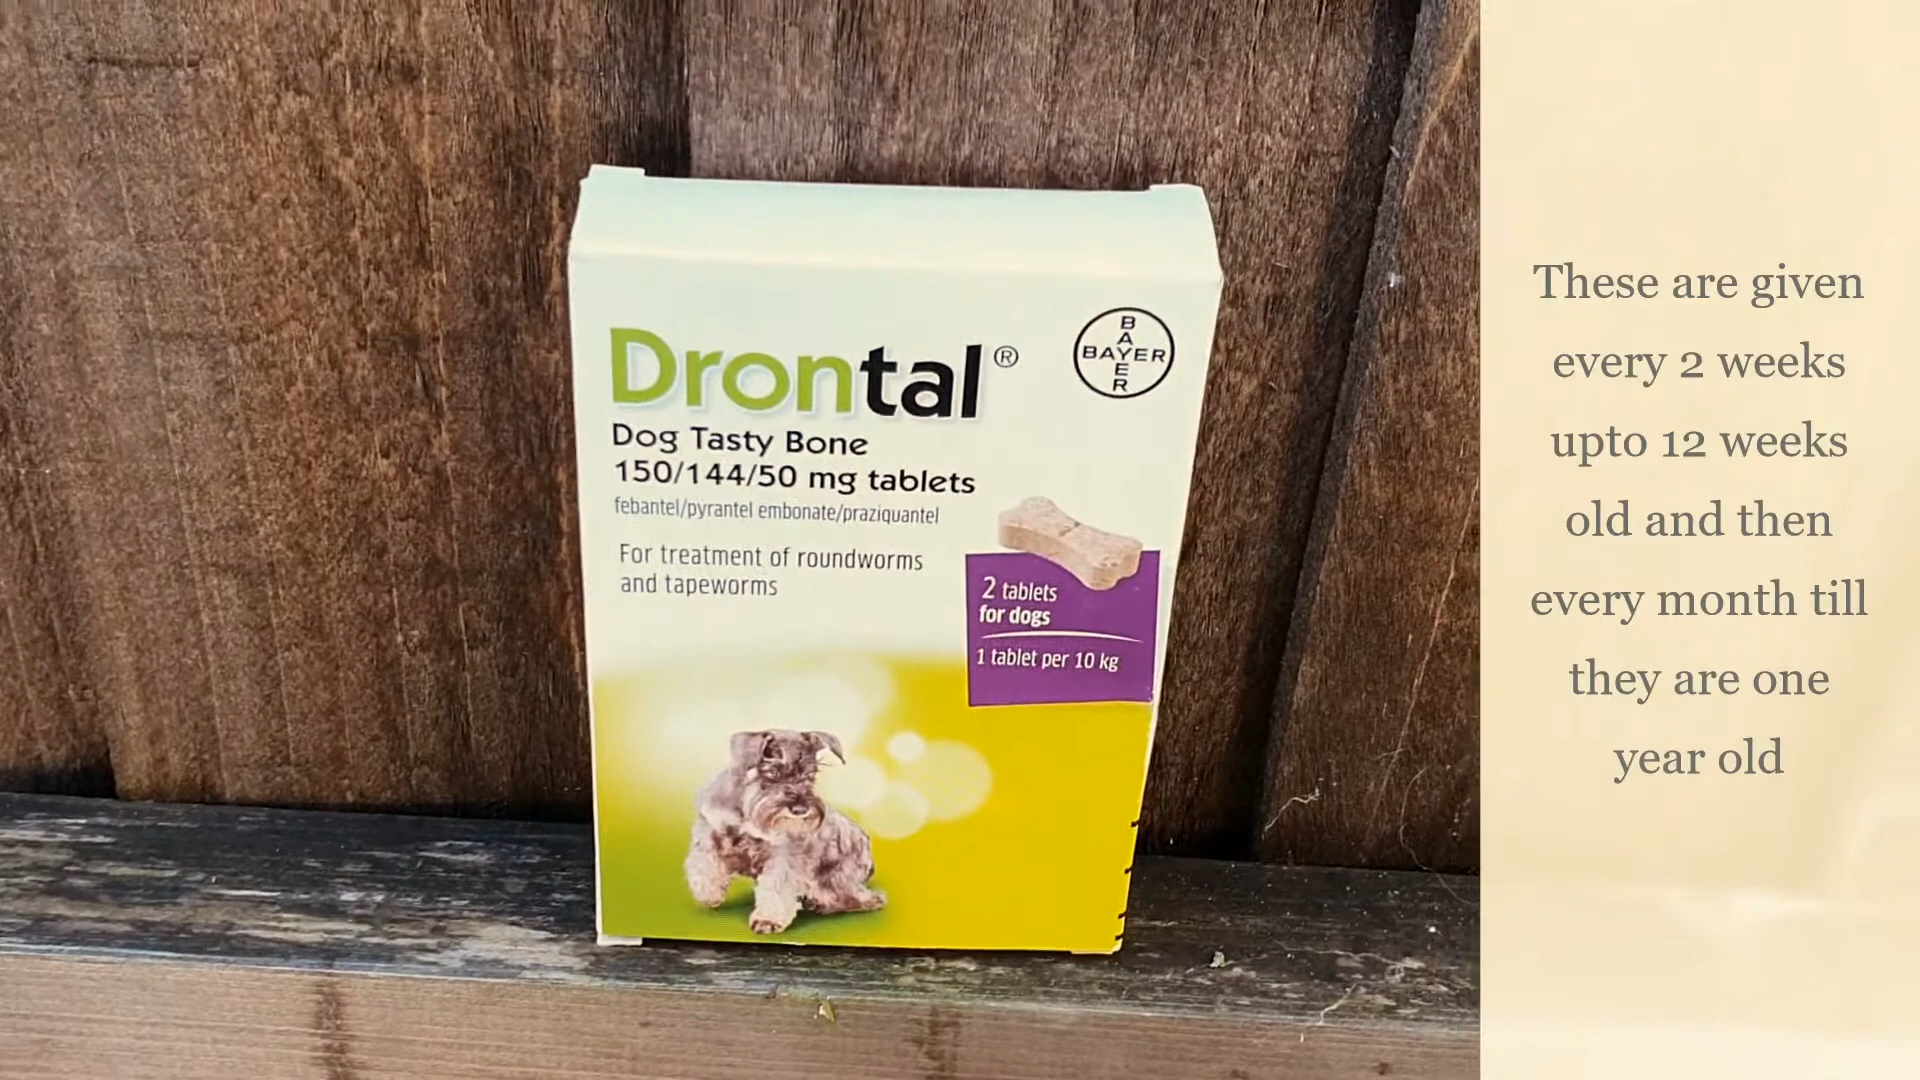 Drontal®
BAYER
BAYER
Dog Tasty Bone
150/144/50 mg tablets
febantel/pyrantel embonate/praziquantel
For treatment of roundworms
and tapeworms
2 tablets
for dogs
1 tablet per 10 kg
These are given
every 2 weeks
upto 12 weeks
old and then
every month till
they are one
year old